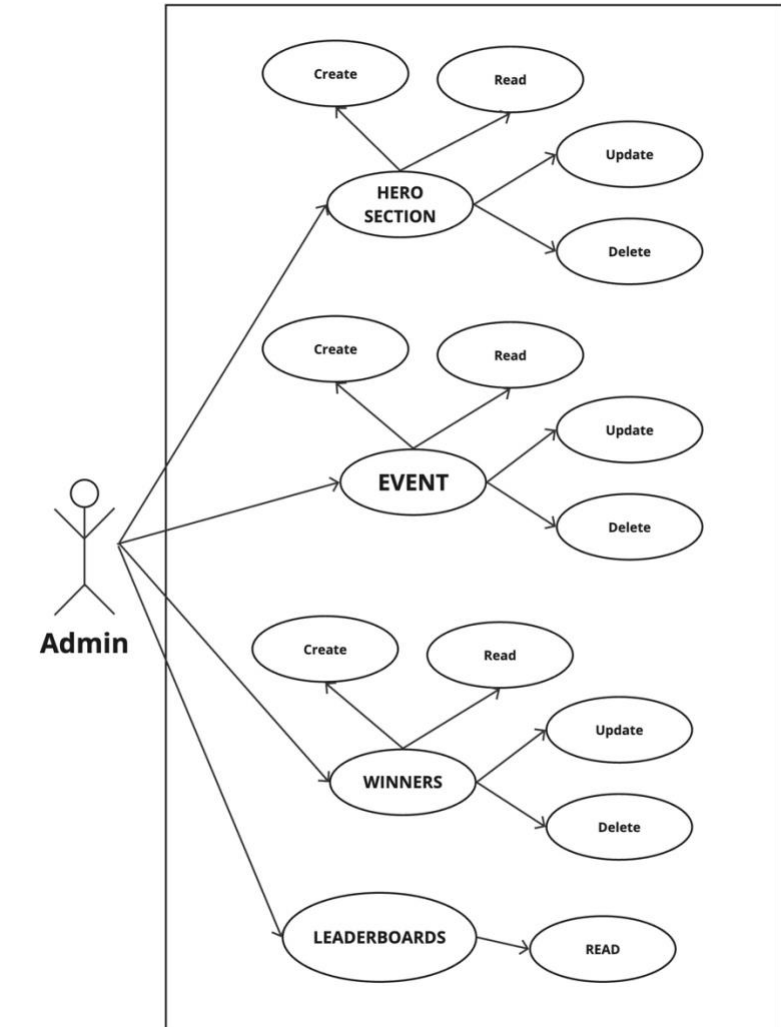 Create
Read
Update
HERO
SECTION
Delete
Create
Read
Update
EVENT
Delete
Admin
Create
Read
Update
WINNERS
Delete
LEADERBOARDS
READ